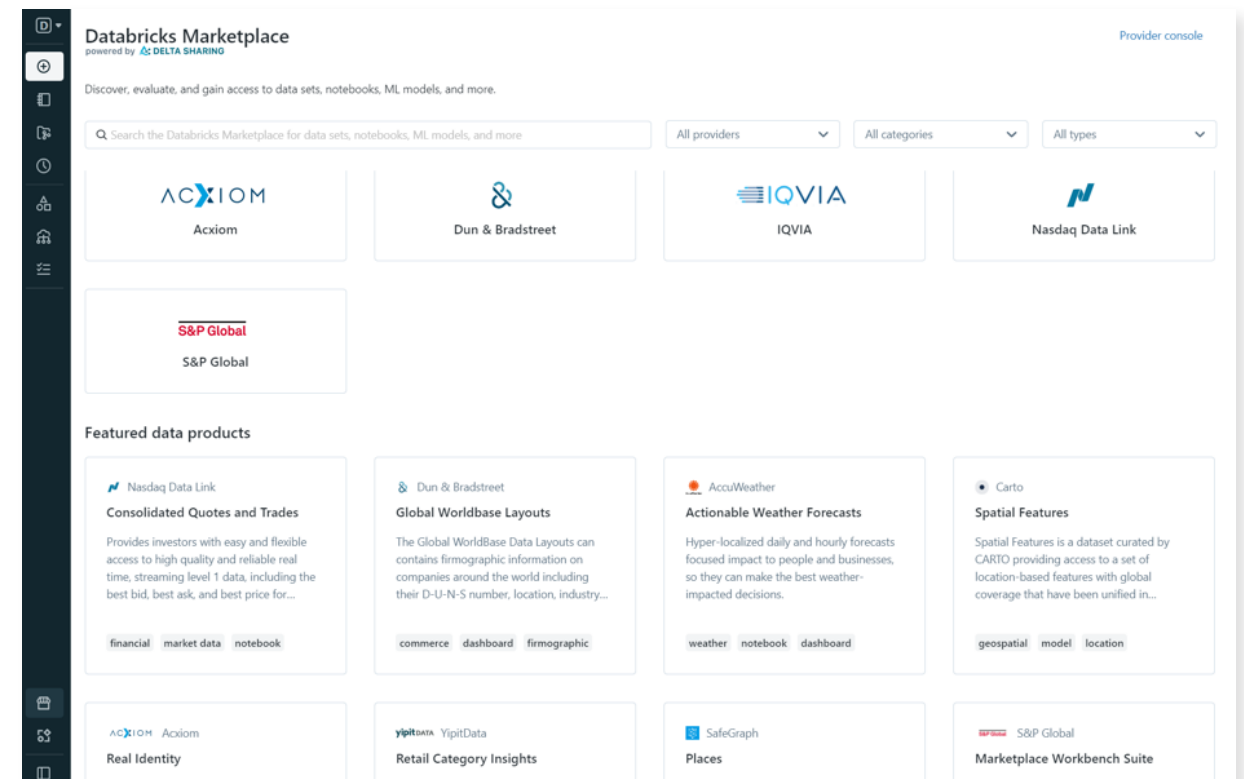 D
Databricks Marketplace
powered by DELTA SHARING
Provider console
Discover, evaluate, and gain access to data sets, notebooks, ML models, and more.
Search the Databricks Marketplace for data sets, notebooks, ML models, and more
All providers
All categories
All types
ACXIOM
Acxiom
&
Dun & Bradstreet
IQVIA
IQVIA
Nasdaq Data Link
S&P Global
S&P Global
Featured data products
Nasdaq Data Link
Consolidated Quotes and Trades
Provides investors with easy and flexible
access to high quality and reliable real
time, streaming level 1 data, including the
best bid, best ask, and best price for...
financial market data notebook
& Dun & Bradstreet
Global Worldbase Layouts
The Global WorldBase Data Layouts can
contains firmographic information on
companies around the world including
their D-U-N-S number, location, industry...
commerce dashboard firmographic
AccuWeather
Actionable Weather Forecasts
Hyper-localized daily and hourly forecasts
focused impact to people and businesses,
so they can make the best weather-
impacted decisions.
weather notebook dashboard
Carto
Spatial Features
Spatial Features is a dataset curated by
CARTO providing access to a set of
location-based features with global
coverage that have been unified in...
geospatial model location
ACXIOM Acxiom
Real Identity
yipitDATA YipitData
Retail Category Insights
SafeGraph
Places
S&P Global S&P Global
Marketplace Workbench Suite